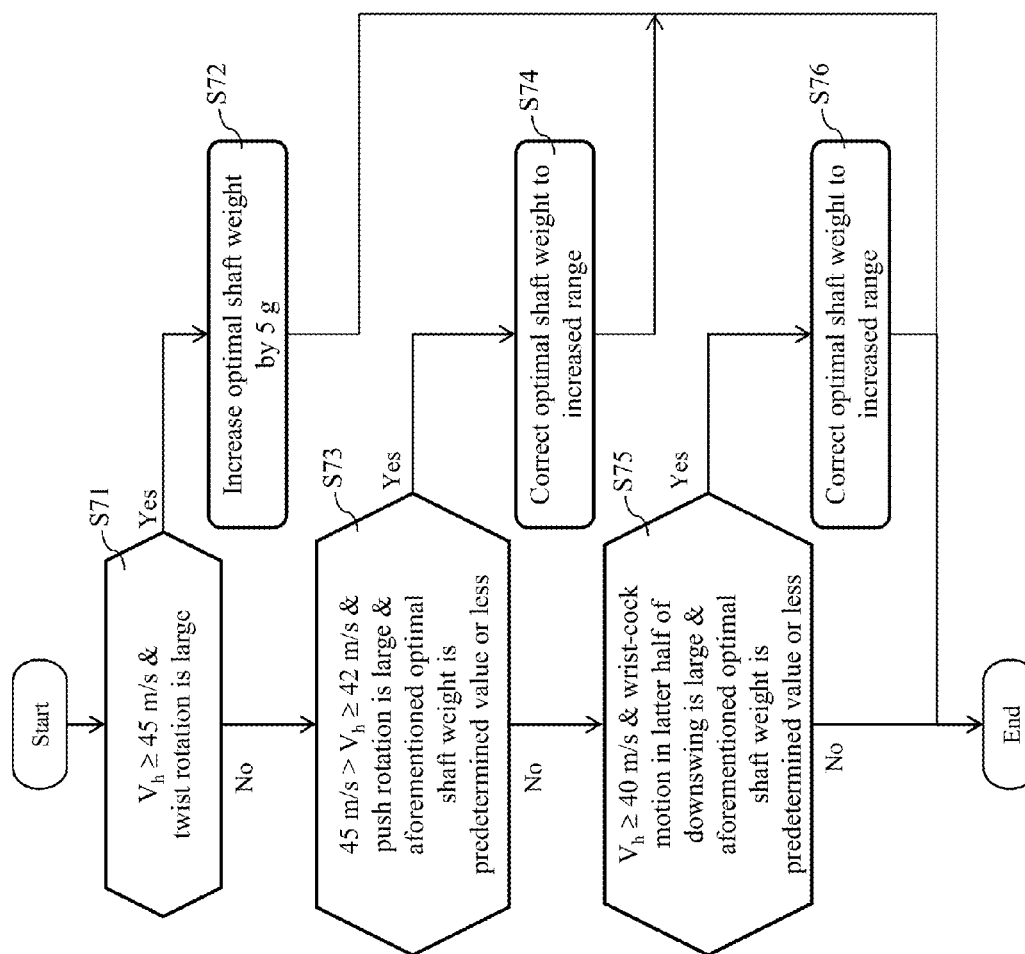 Start
S71
V_h ≥ 45 m/s &
twist rotation is large
Yes
No
S72
Increase optimal shaft weight
by 5 g
S73
45 m/s > V_h ≥ 42 m/s &
push rotation is large &
aforementioned optimal
shaft weight is
predetermined value or less
Yes
No
S74
Correct optimal shaft weight to
increased range
S75
V_h ≥ 40 m/s & wrist-cock
motion in latter half of
downswing is large &
aforementioned optimal
shaft weight is
predetermined value or less
Yes
No
S76
Correct optimal shaft weight to
increased range
End